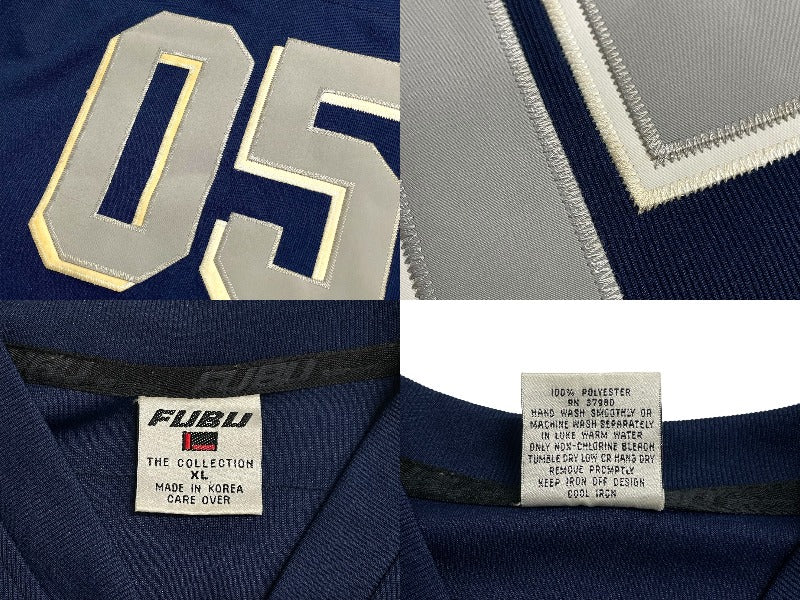 05
FUBU
FUBU
THE COLLECTION
XL
MADE IN KOREA
CARE OVER
100% POLYESTER
RN 37980
HAND WASH SMOOTHLY OR
MACHINE WASH SEPARATELY
IN LUKE WARM WATER
ONLY NON-CHLORINE BLEACH
TUMBLE DRY LOW OR HANG DRY
REMOVE PROMPTLY
KEEP IRON OFF DESIGN
COOL IRON